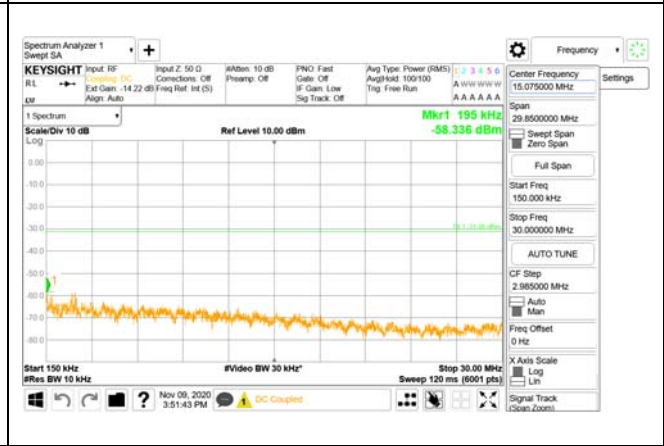 Spectrum Analyzer 1
Swept SA
+
Frequency
KEYSIGHT
RL
Input: RF
Coupling: DC
Ext Gain: -14.22 dB
Align: Auto
Input Z: 50 Ω
Corrections: Off
Freq Ref: Int (S)
#Atten: 10 dB
Preamp: Off
PNO: Fast
Gate: Off
IF Gain: Low
Sig Track: Off
Avg Type: Power (RMS)
Avg|Hold: 100/100
Trig: Free Run
1 2 3 4 5 6
A W W W W W
A A A A A A
1 Spectrum
Scale/Div 10 dB
Ref Level 10.00 dBm
Mkr1 195 kHz
-58.336 dBm
Log
0.00
-10.0
-20.0
-30.0
-40.0
-50.0
-60.0
-70.0
-80.0
1
Start 150 kHz
#Res BW 10 kHz
#Video BW 30 kHz*
Stop 30.00 MHz
Sweep 120 ms (6001 pts)
Nov 09, 2020
3:51:43 PM
DC Coupled
Settings
Center Frequency
15.075000 MHz
Span
29.8500000 MHz
Swept Span
Zero Span
Full Span
Start Freq
150.000 kHz
Stop Freq
30.000000 MHz
AUTO TUNE
CF Step
2.985000 MHz
Auto
Man
Freq Offset
0 Hz
X Axis Scale
Log
Lin
Signal Track
(Span Zoom)